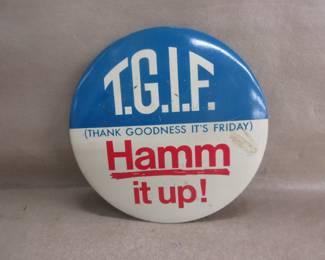 T.G.I.F.
(THANK GOODNESS IT'S FRIDAY)
Hamm
it up!